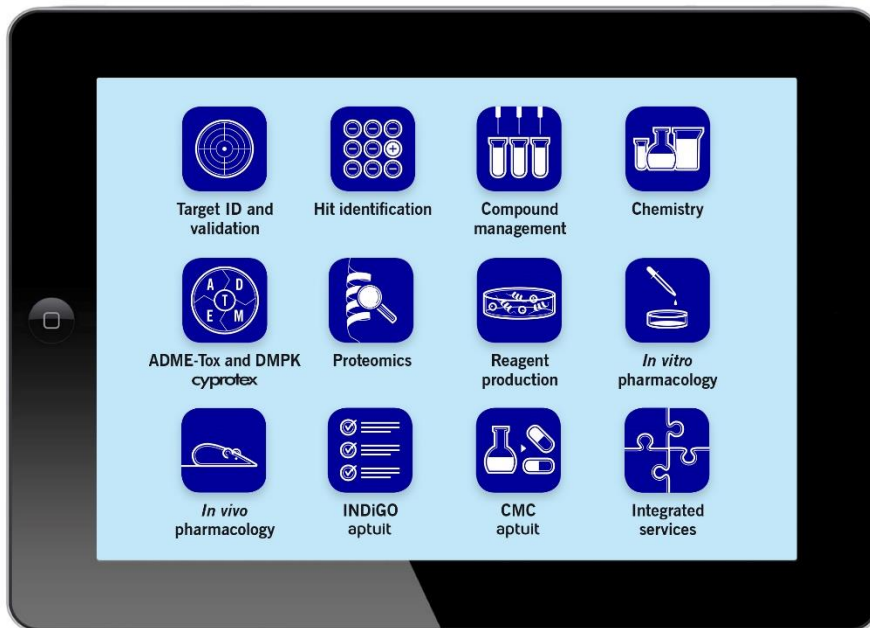 Target ID and
validation
Hit identification
Compound
management
Chemistry
A D
T
E M
ADME-Tox and DMPK
cyprotex
Proteomics
Reagent
production
In vitro
pharmacology
In vivo
pharmacology
INDiGO
aptuit
CMC
aptuit
Integrated
services